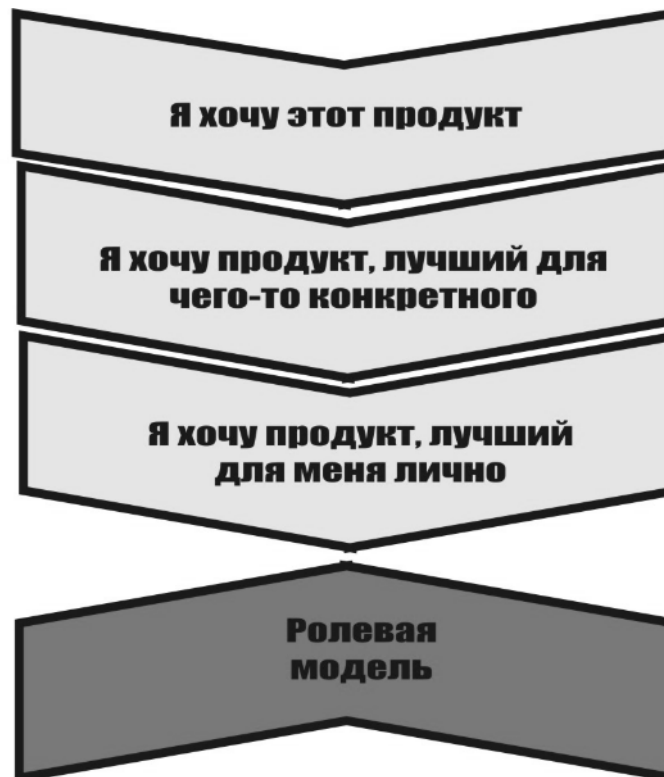 Я хочу этот продукт
Я хочу продукт, лучший для
чего-то конкретного
Я хочу продукт, лучший
для меня лично
Ролевая
модель